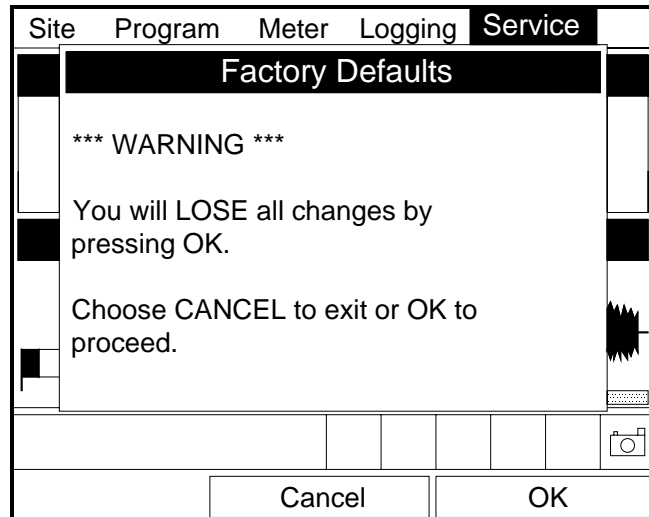 Site Program Meter Logging Service
Factory Defaults
*** WARNING ***
You will LOSE all changes by
pressing OK.
Choose CANCEL to exit or OK to
proceed.
Cancel OK